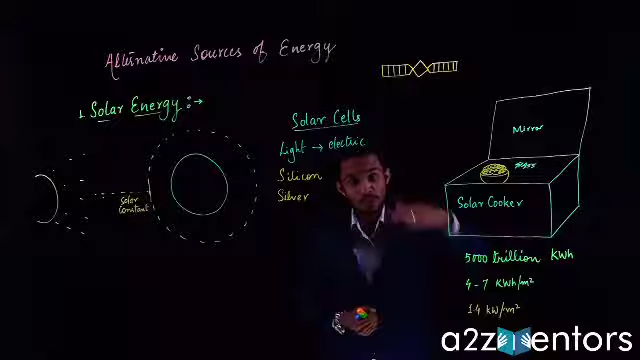 Alternative Sources of Energy
1. Solar Energy :→
Solar Constant
Solar Cells
Light → electric
Silicon
Silver
Mirror
Solar Cooker
5000 trillion KWh
4-7 KWh/m²
1.4 kW/m²
a2zmentors